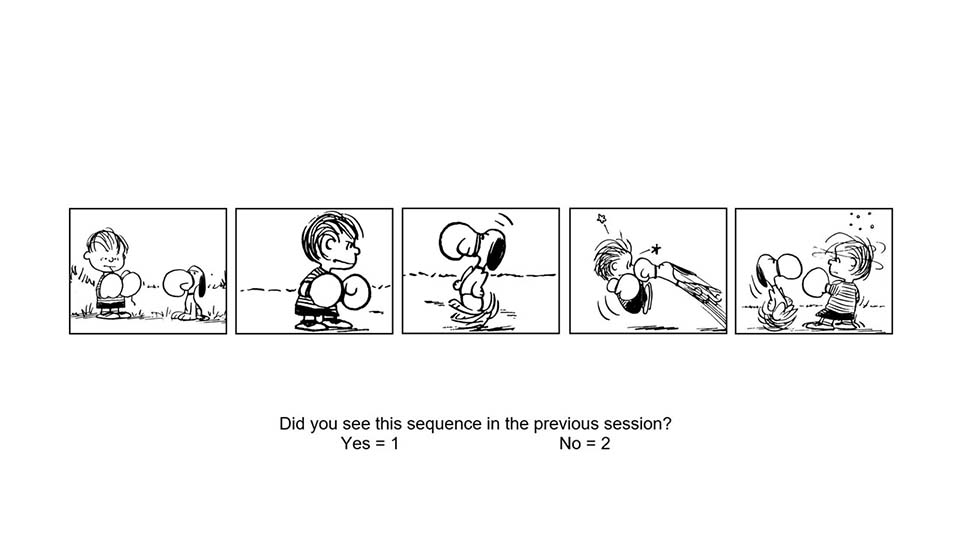 Did you see this sequence in the previous session?
Yes = 1 No = 2